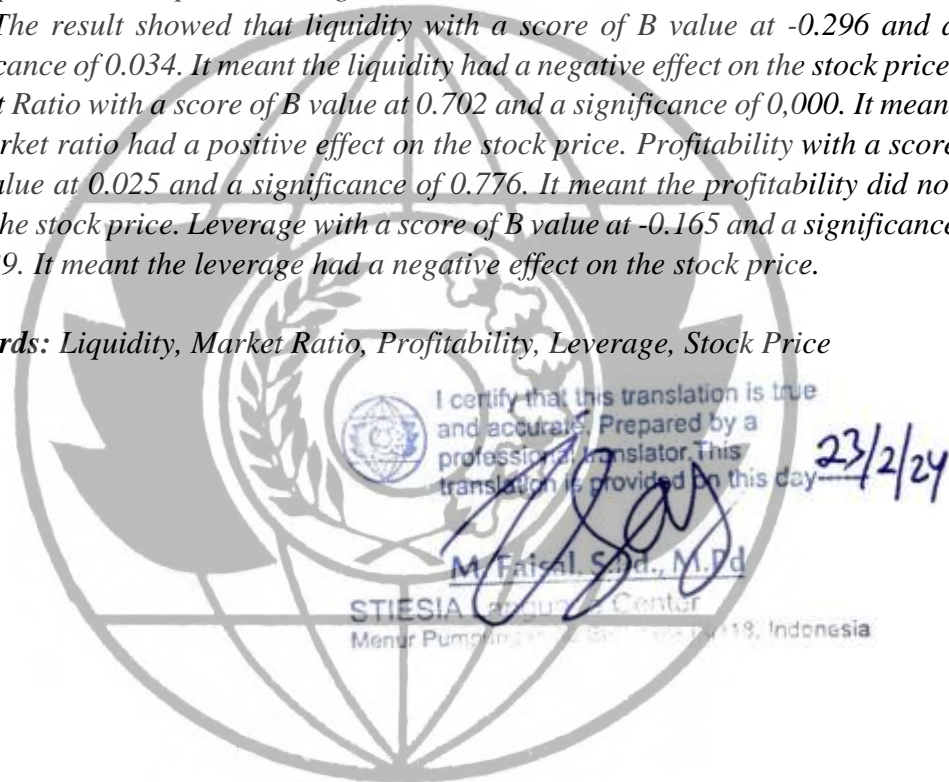 The result showed that liquidity with a score of B value at -0.296 and a
cance of 0.034. It meant the liquidity had a negative effect on the stock price
t Ratio with a score of B value at 0.702 and a significance of 0,000. It mean
rket ratio had a positive effect on the stock price. Profitability with a score
alue at 0.025 and a significance of 0.776. It meant the profitability did no
he stock price. Leverage with a score of B value at -0.165 and a significance
9. It meant the leverage had a negative effect on the stock price.
rds: Liquidity, Market Ratio, Profitability, Leverage, Stock Price
I certify that this translation is true
and accurate. Prepared by a
professional translator. This
translation is provided on this day 23/2/24
M. Faisal. S.Pd., M.Pd
STIESIA Language Center
Menur Indonesia